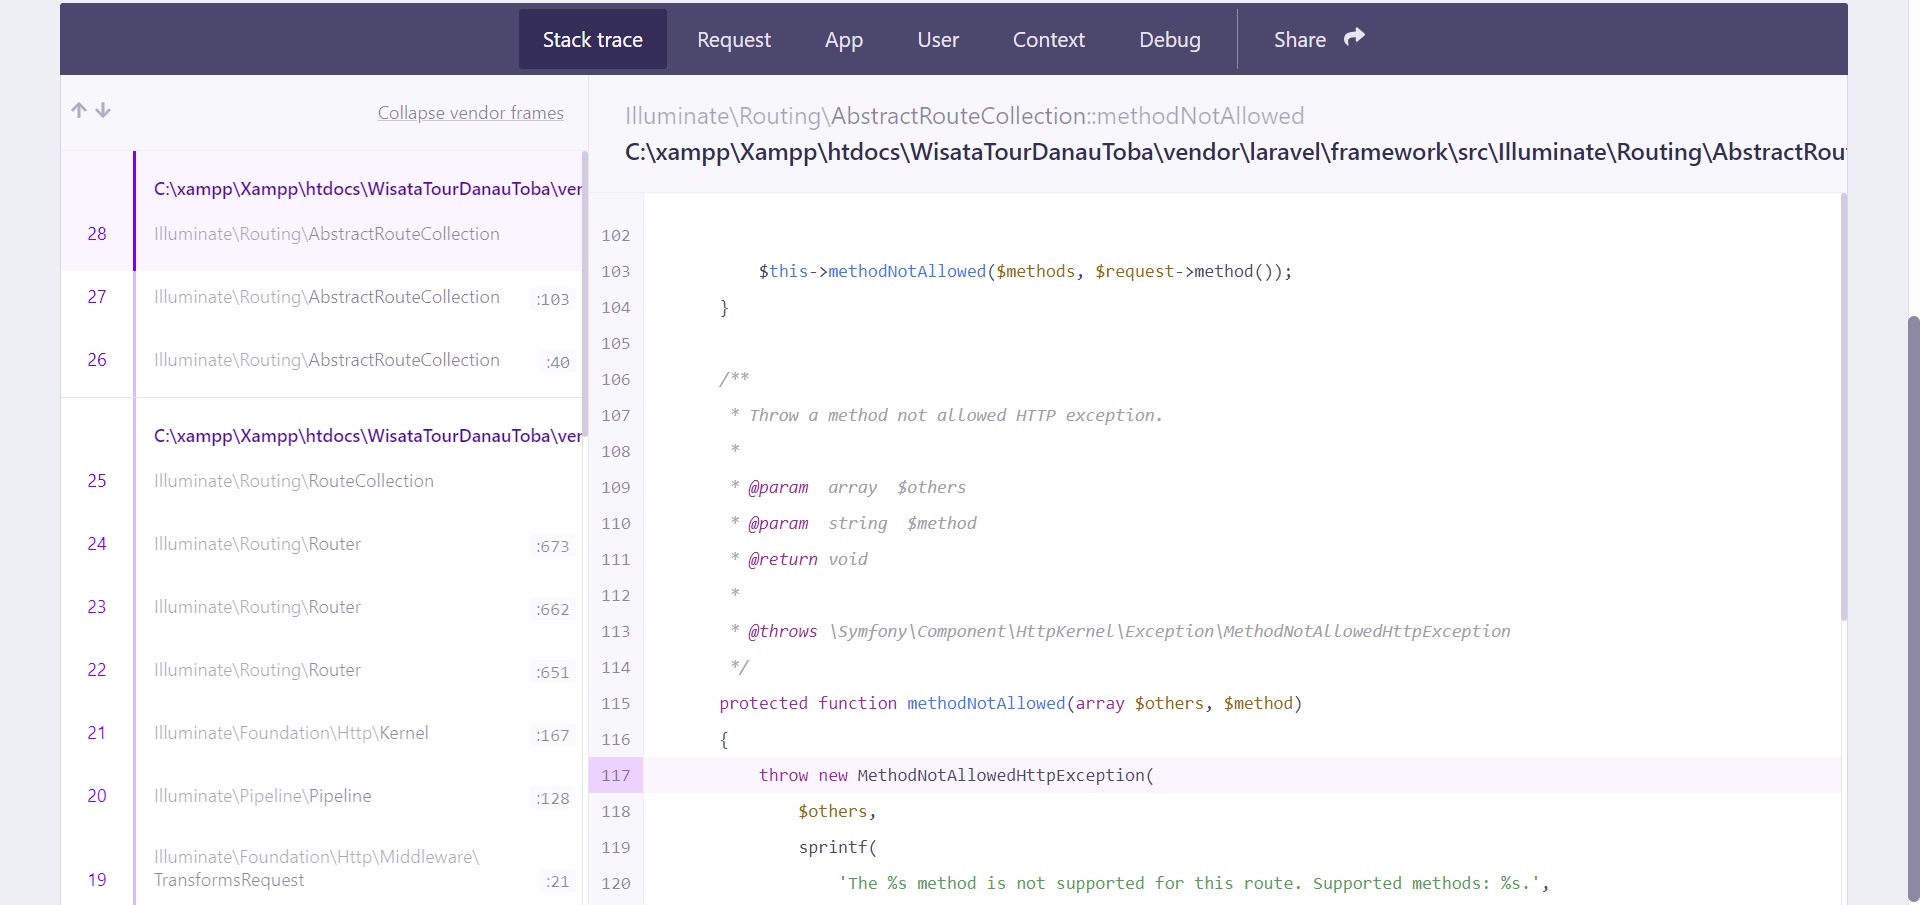 Stack trace Request App User Context Debug Share
Collapse vendor frames
C:\xampp\Xampp\htdocs\WisataTourDanauToba\ver
28 Illuminate\Routing\AbstractRouteCollection
27 Illuminate\Routing\AbstractRouteCollection :103
26 Illuminate\Routing\AbstractRouteCollection :40
C:\xampp\Xampp\htdocs\WisataTourDanauToba\ver
25 Illuminate\Routing\RouteCollection
24 Illuminate\Routing\Router :673
23 Illuminate\Routing\Router :662
22 Illuminate\Routing\Router :651
21 Illuminate\Foundation\Http\Kernel :167
20 Illuminate\Pipeline\Pipeline :128
Illuminate\Foundation\Http\Middleware\
19 TransformsRequest :21
Illuminate\Routing\AbstractRouteCollection::methodNotAllowed
C:\xampp\Xampp\htdocs\WisataTourDanauToba\vendor\laravel\framework\src\Illuminate\Routing\AbstractRou
102
103 $this->methodNotAllowed($methods, $request->method());
104 }
105
106 /**
107 * Throw a method not allowed HTTP exception.
108 *
109 * @param  array  $others
110 * @param  string  $method
111 * @return void
112 *
113 * @throws \Symfony\Component\HttpKernel\Exception\MethodNotAllowedHttpException
114 */
115 protected function methodNotAllowed(array $others, $method)
116 {
117 throw new MethodNotAllowedHttpException(
118 $others,
119 sprintf(
120 'The %s method is not supported for this route. Supported methods: %s.',